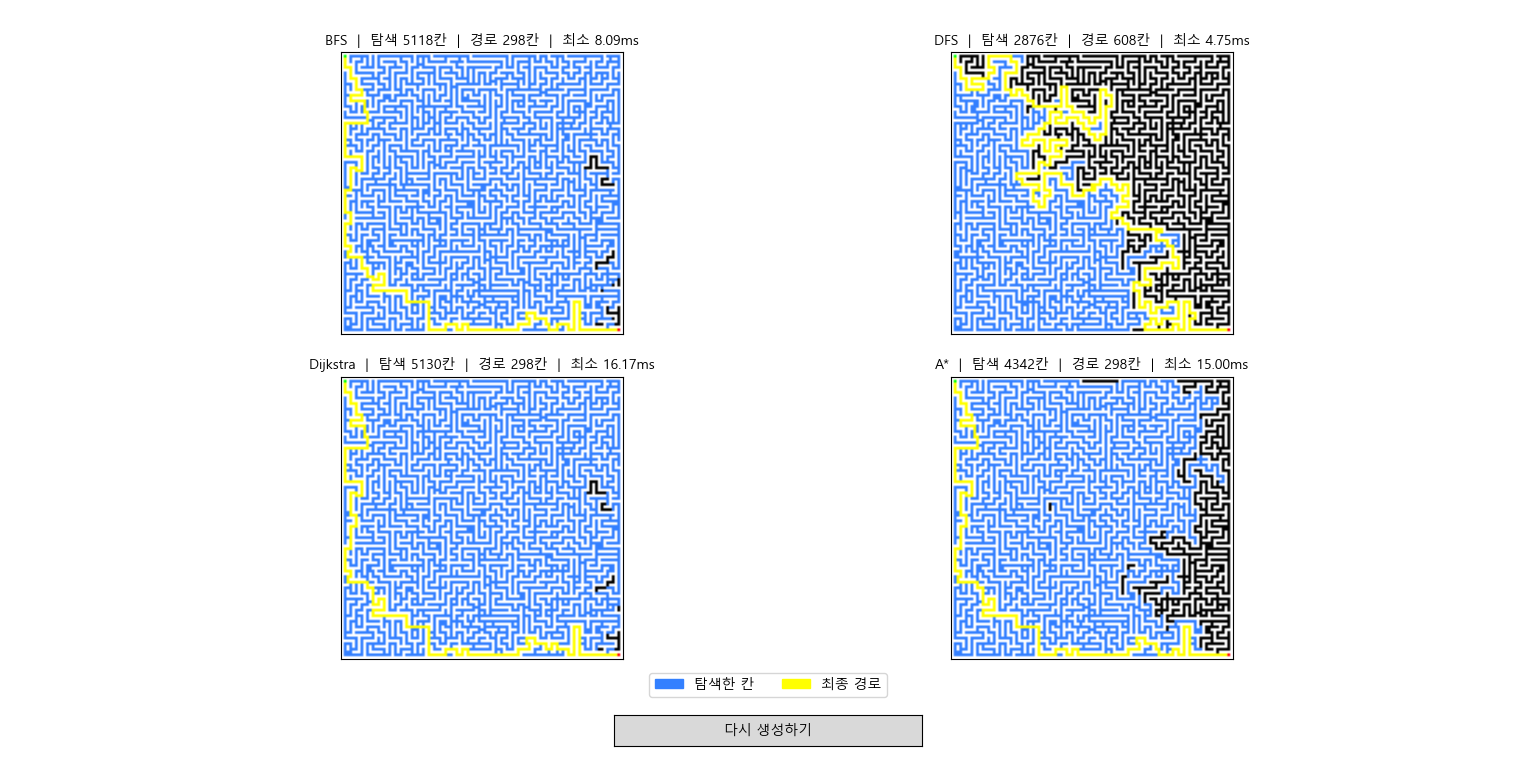 BFS | 탐색 5118칸 | 경로 298칸 | 최소 8.09ms
DFS | 탐색 2876칸 | 경로 608칸 | 최소 4.75ms
Dijkstra | 탐색 5130칸 | 경로 298칸 | 최소 16.17ms
A* | 탐색 4342칸 | 경로 298칸 | 최소 15.00ms
탐색한 칸 최종 경로
다시 생성하기